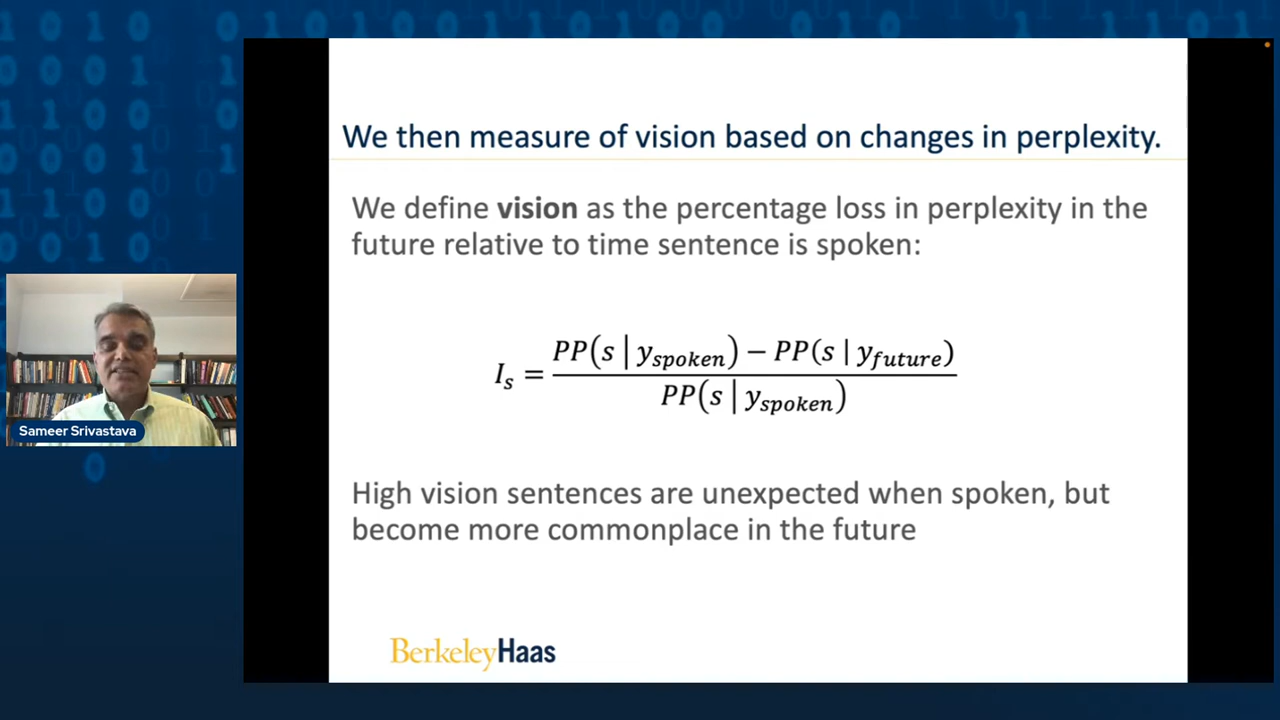 We then measure of vision based on changes in perplexity.
We define vision as the percentage loss in perplexity in the
future relative to time sentence is spoken:
I_s = (PP(s | y_spoken) − PP(s | y_future)) / PP(s | y_spoken)
High vision sentences are unexpected when spoken, but
become more commonplace in the future
BerkeleyHaas
Sameer Srivastava